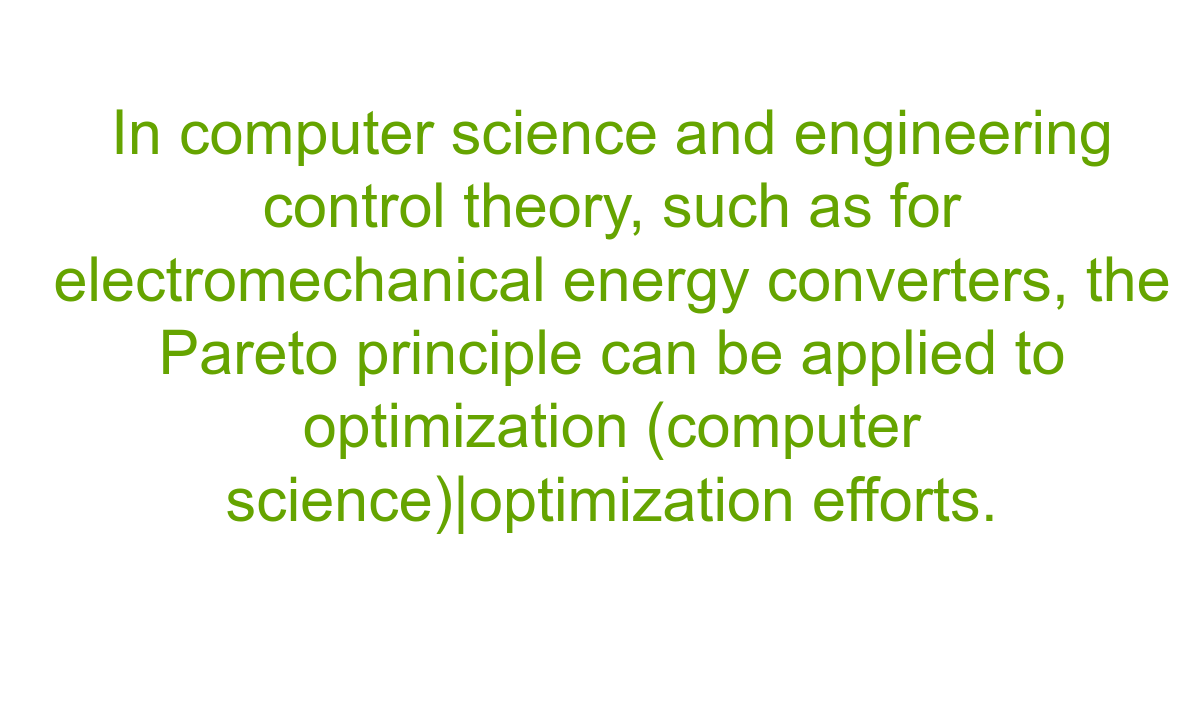 In computer science and engineering
control theory, such as for
electromechanical energy converters, the
Pareto principle can be applied to
optimization (computer
science)|optimization efforts.